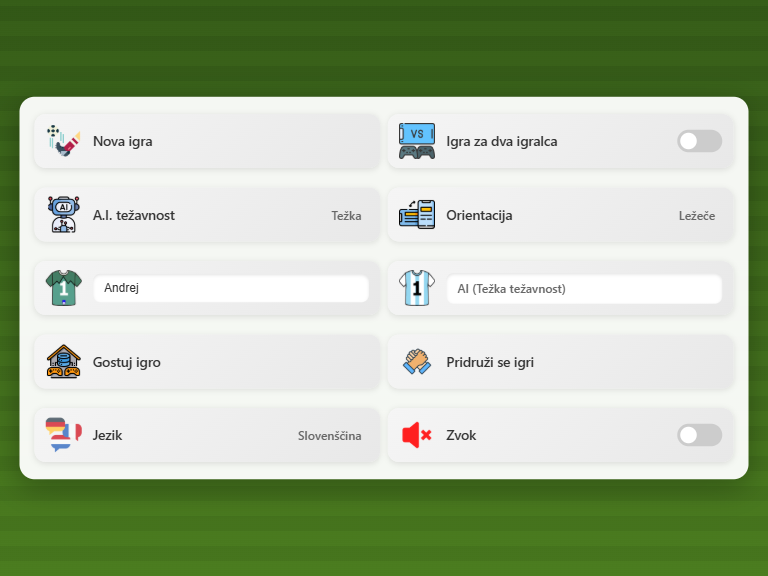 Nova igra
VS
Igra za dva igralca
AI
A.I. težavnost
Težka
Orientacija
Ležeče
1
Andrej
1
AI (Težka težavnost)
Gostuj igro
Pridruži se igri
Jezik
Slovenščina
Zvok